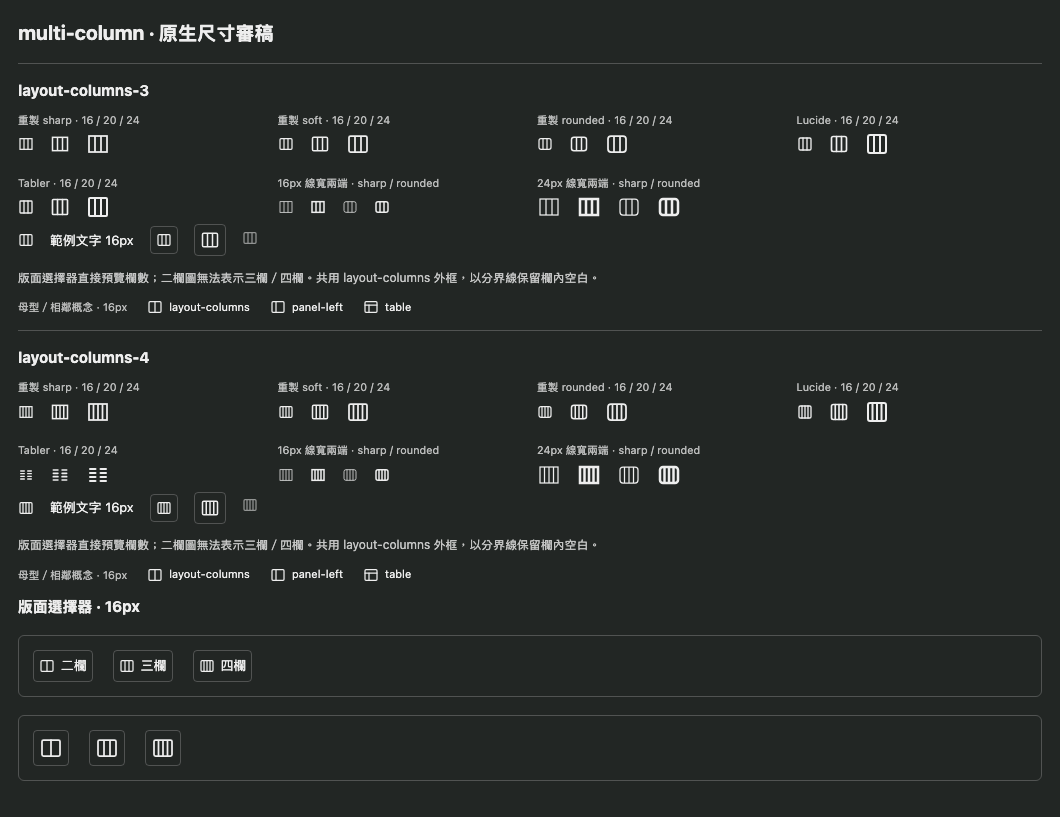 multi-column · 原生尺寸審稿
layout-columns-3
重製 sharp · 16 / 20 / 24
重製 soft · 16 / 20 / 24
重製 rounded · 16 / 20 / 24
Lucide · 16 / 20 / 24
Tabler · 16 / 20 / 24
16px 線寬兩端 · sharp / rounded
24px 線寬兩端 · sharp / rounded
範例文字 16px
版面選擇器直接預覽欄數；二欄圖無法表示三欄 / 四欄。共用 layout-columns 外框，以分界線保留欄內空白。
母型 / 相鄰概念 · 16px layout-columns panel-left table
layout-columns-4
重製 sharp · 16 / 20 / 24
重製 soft · 16 / 20 / 24
重製 rounded · 16 / 20 / 24
Lucide · 16 / 20 / 24
Tabler · 16 / 20 / 24
16px 線寬兩端 · sharp / rounded
24px 線寬兩端 · sharp / rounded
範例文字 16px
版面選擇器直接預覽欄數；二欄圖無法表示三欄 / 四欄。共用 layout-columns 外框，以分界線保留欄內空白。
母型 / 相鄰概念 · 16px layout-columns panel-left table
版面選擇器 · 16px
二欄 三欄 四欄